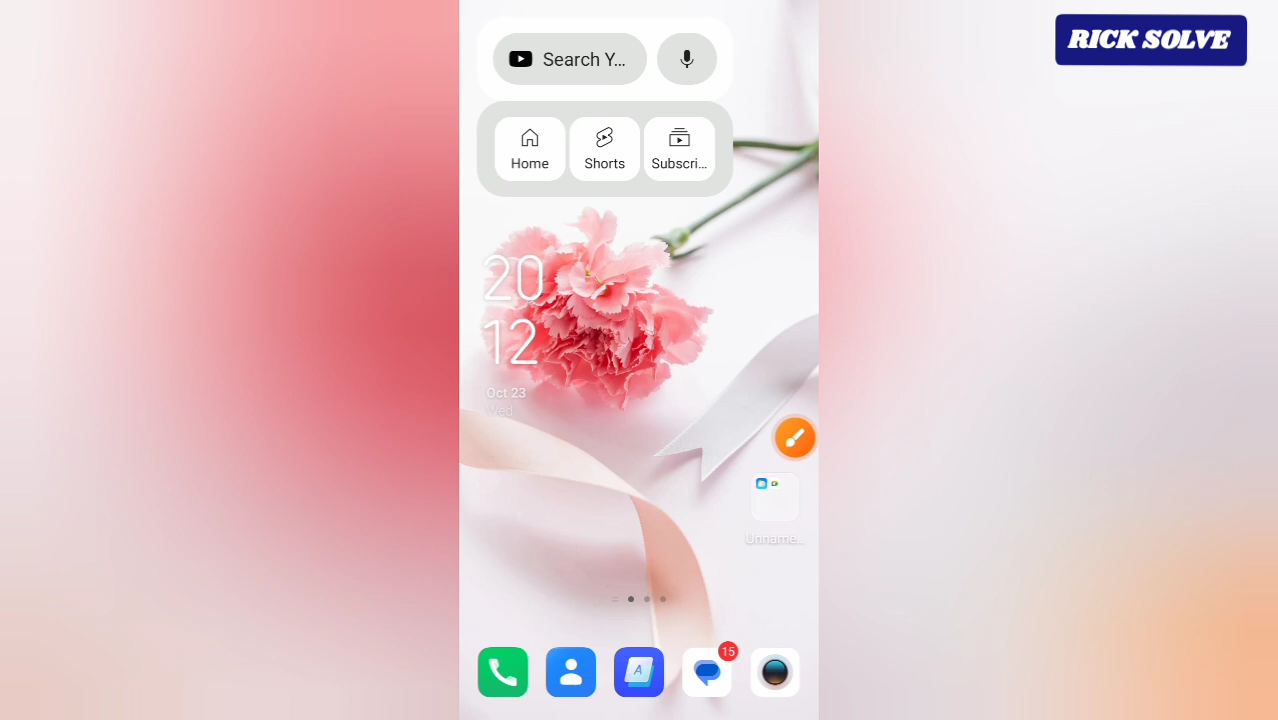 RICK SOLVE
Search Y...
Home
Shorts
Subscri...
20
12
Oct 23
Wed
Unname...
15
A